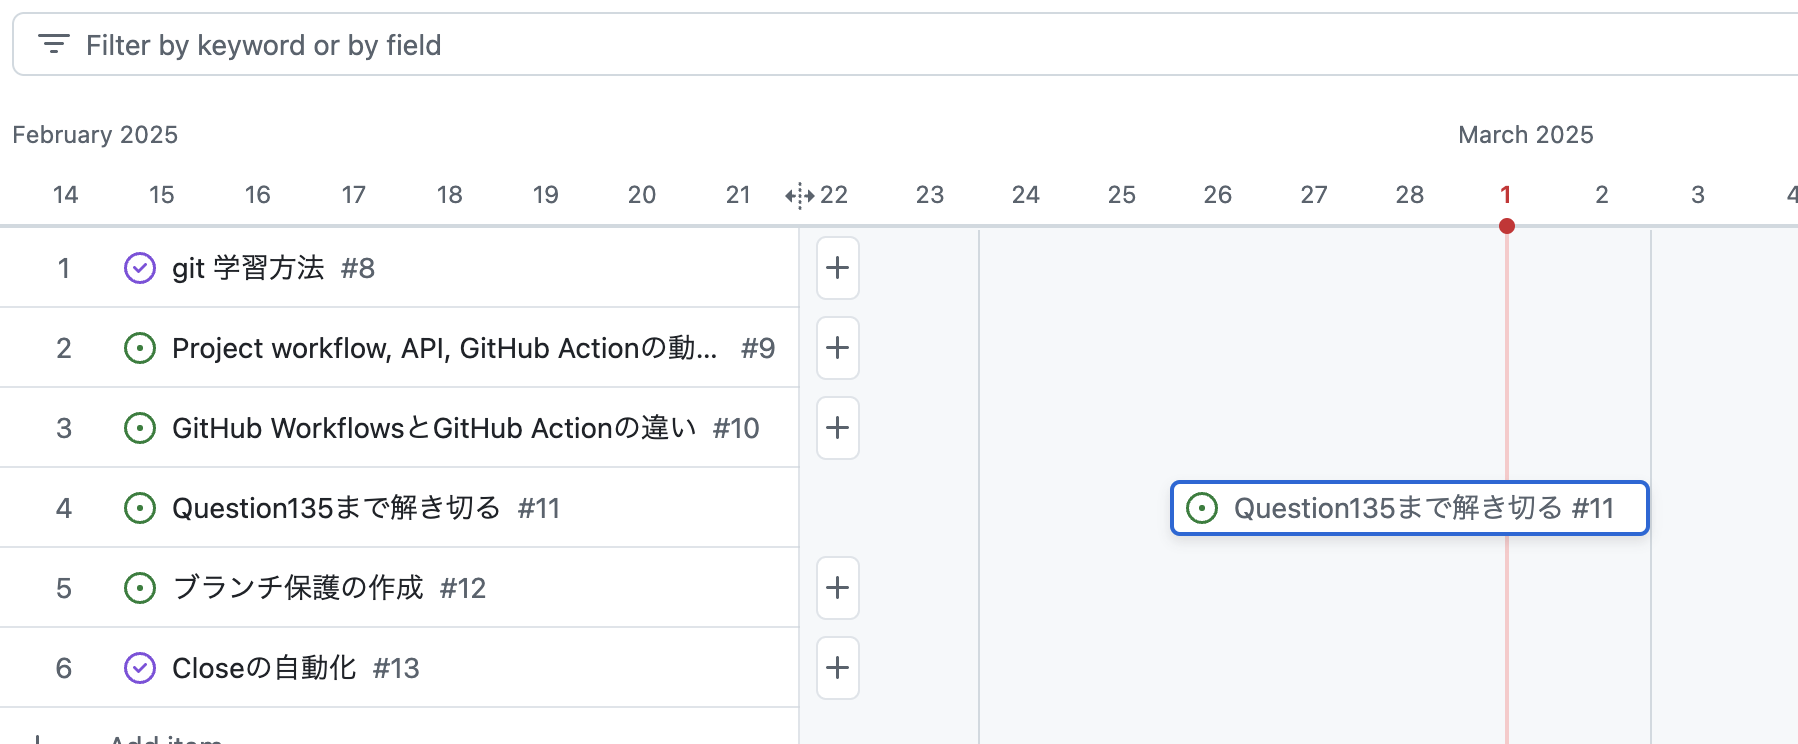 Filter by keyword or by field
February 2025 March 2025
14 15 16 17 18 19 20 21 22 23 24 25 26 27 28 1 2 3 4
1 git 学習方法 #8
2 Project workflow, API, GitHub Actionの動... #9
3 GitHub WorkflowsとGitHub Actionの違い #10
4 Question135まで解き切る #11 Question135まで解き切る #11
5 ブランチ保護の作成 #12
6 Closeの自動化 #13
Add item